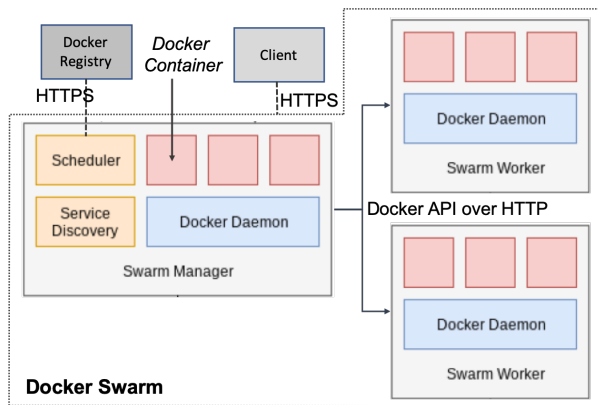 Docker
Registry
Docker
Container
Client
HTTPS
HTTPS
Scheduler
Service
Discovery
Docker Daemon
Swarm Manager
Docker Daemon
Swarm Worker
Docker API over HTTP
Docker Daemon
Swarm Worker
Docker Swarm